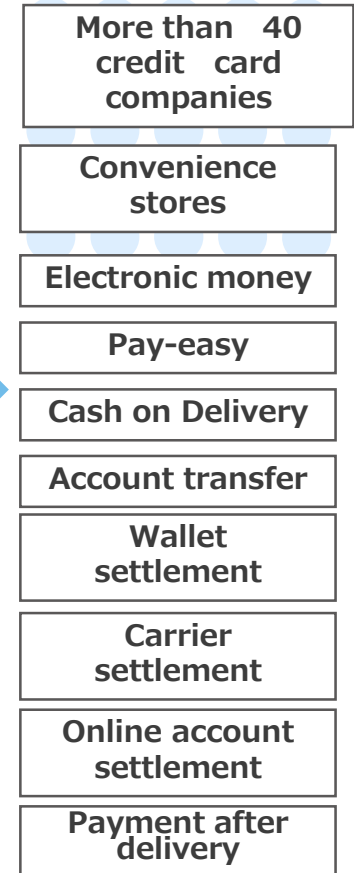 More than 40
credit card
companies
Convenience
stores
Electronic money
Pay-easy
Cash on Delivery
Account transfer
Wallet
settlement
Carrier
settlement
Online account
settlement
Payment after
delivery